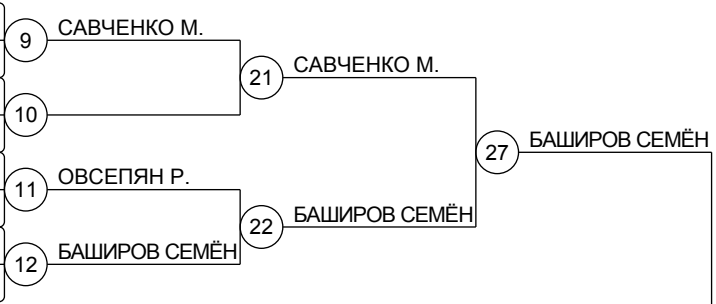 9 САВЧЕНКО М.
21 САВЧЕНКО М.
10
27 БАШИРОВ СЕМЁН
11 ОВСЕПЯН Р.
22 БАШИРОВ СЕМЁН
12 БАШИРОВ СЕМЁН